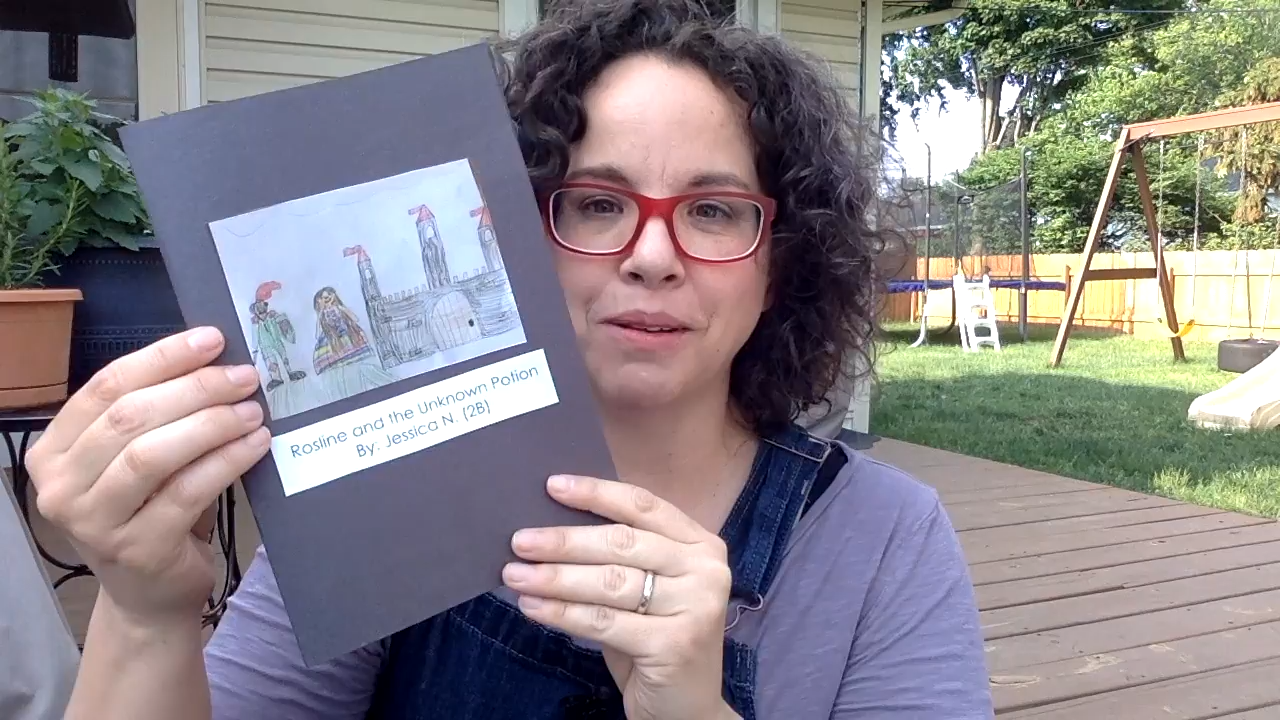 Rosline and the Unknown Potion
By: Jessica N. (2B)